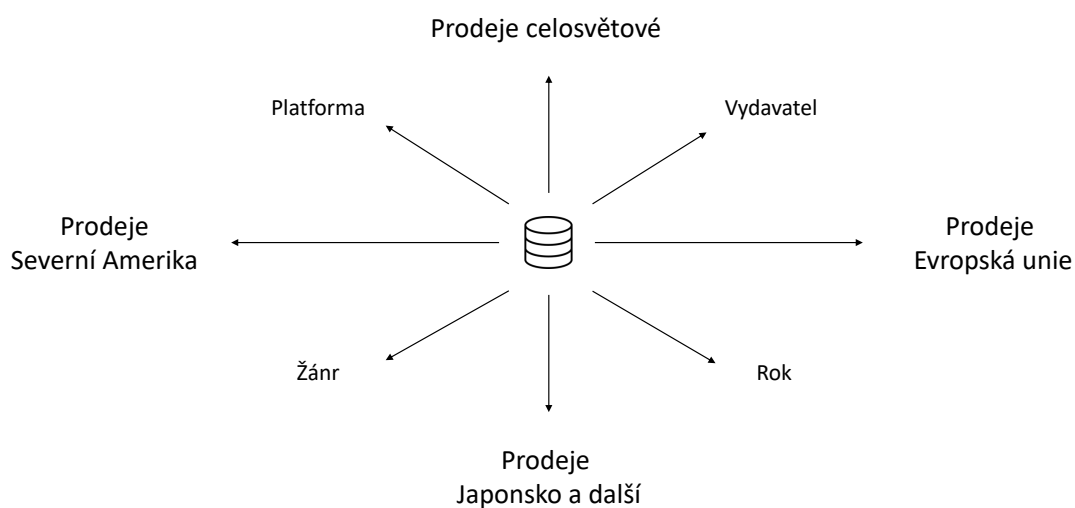 Prodeje celosvětové
Platforma
Vydavatel
Prodeje
Severní Amerika
Prodeje
Evropská unie
Žánr
Rok
Prodeje
Japonsko a další